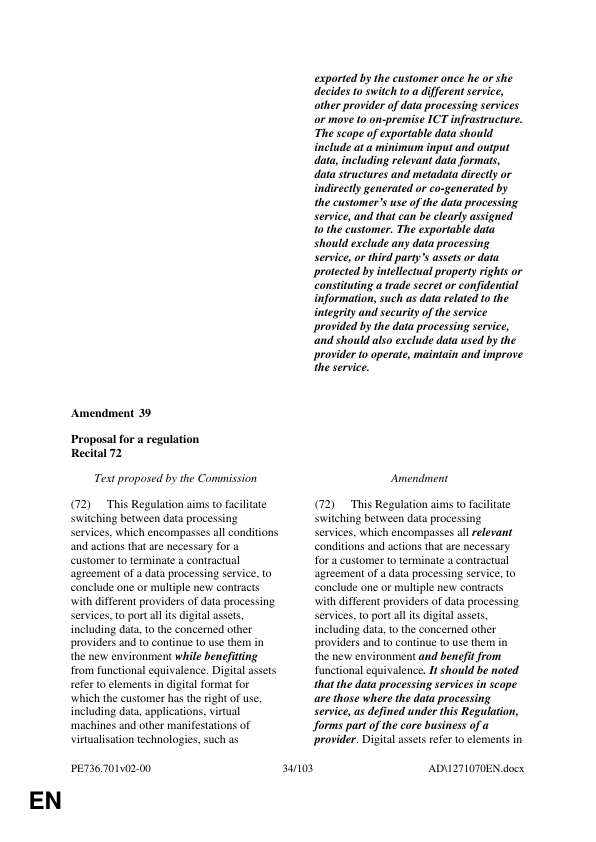 exported by the customer once he or she
decides to switch to a different service,
other provider of data processing services
or move to on-premise ICT infrastructure.
The scope of exportable data should
include at a minimum input and output
data, including relevant data formats,
data structures and metadata directly or
indirectly generated or co-generated by
the customer's use of the data processing
service, and that can be clearly assigned
to the customer. The exportable data
should exclude any data processing
service, or third party's assets or data
protected by intellectual property rights or
constituting a trade secret or confidential
information, such as data related to the
integrity and security of the service
provided by the data processing service,
and should also exclude data used by the
provider to operate, maintain and improve
the service.
Amendment 39
Proposal for a regulation
Recital 72
Text proposed by the Commission
(72) This Regulation aims to facilitate
switching between data processing
services, which encompasses all conditions
and actions that are necessary for a
customer to terminate a contractual
agreement of a data processing service, to
conclude one or multiple new contracts
with different providers of data processing
services, to port all its digital assets,
including data, to the concerned other
providers and to continue to use them in
the new environment while benefitting
from functional equivalence. Digital assets
refer to elements in digital format for
which the customer has the right of use,
including data, applications, virtual
machines and other manifestations of
virtualisation technologies, such as
Amendment
(72) This Regulation aims to facilitate
switching between data processing
services, which encompasses all relevant
conditions and actions that are necessary
for a customer to terminate a contractual
agreement of a data processing service, to
conclude one or multiple new contracts
with different providers of data processing
services, to port all its digital assets,
including data, to the concerned other
providers and to continue to use them in
the new environment and benefit from
functional equivalence. It should be noted
that the data processing services in scope
are those where the data processing
service, as defined under this Regulation,
forms part of the core business of a
provider. Digital assets refer to elements in
PE736.701v02-00
34/103
AD\1271070EN.docx
EN